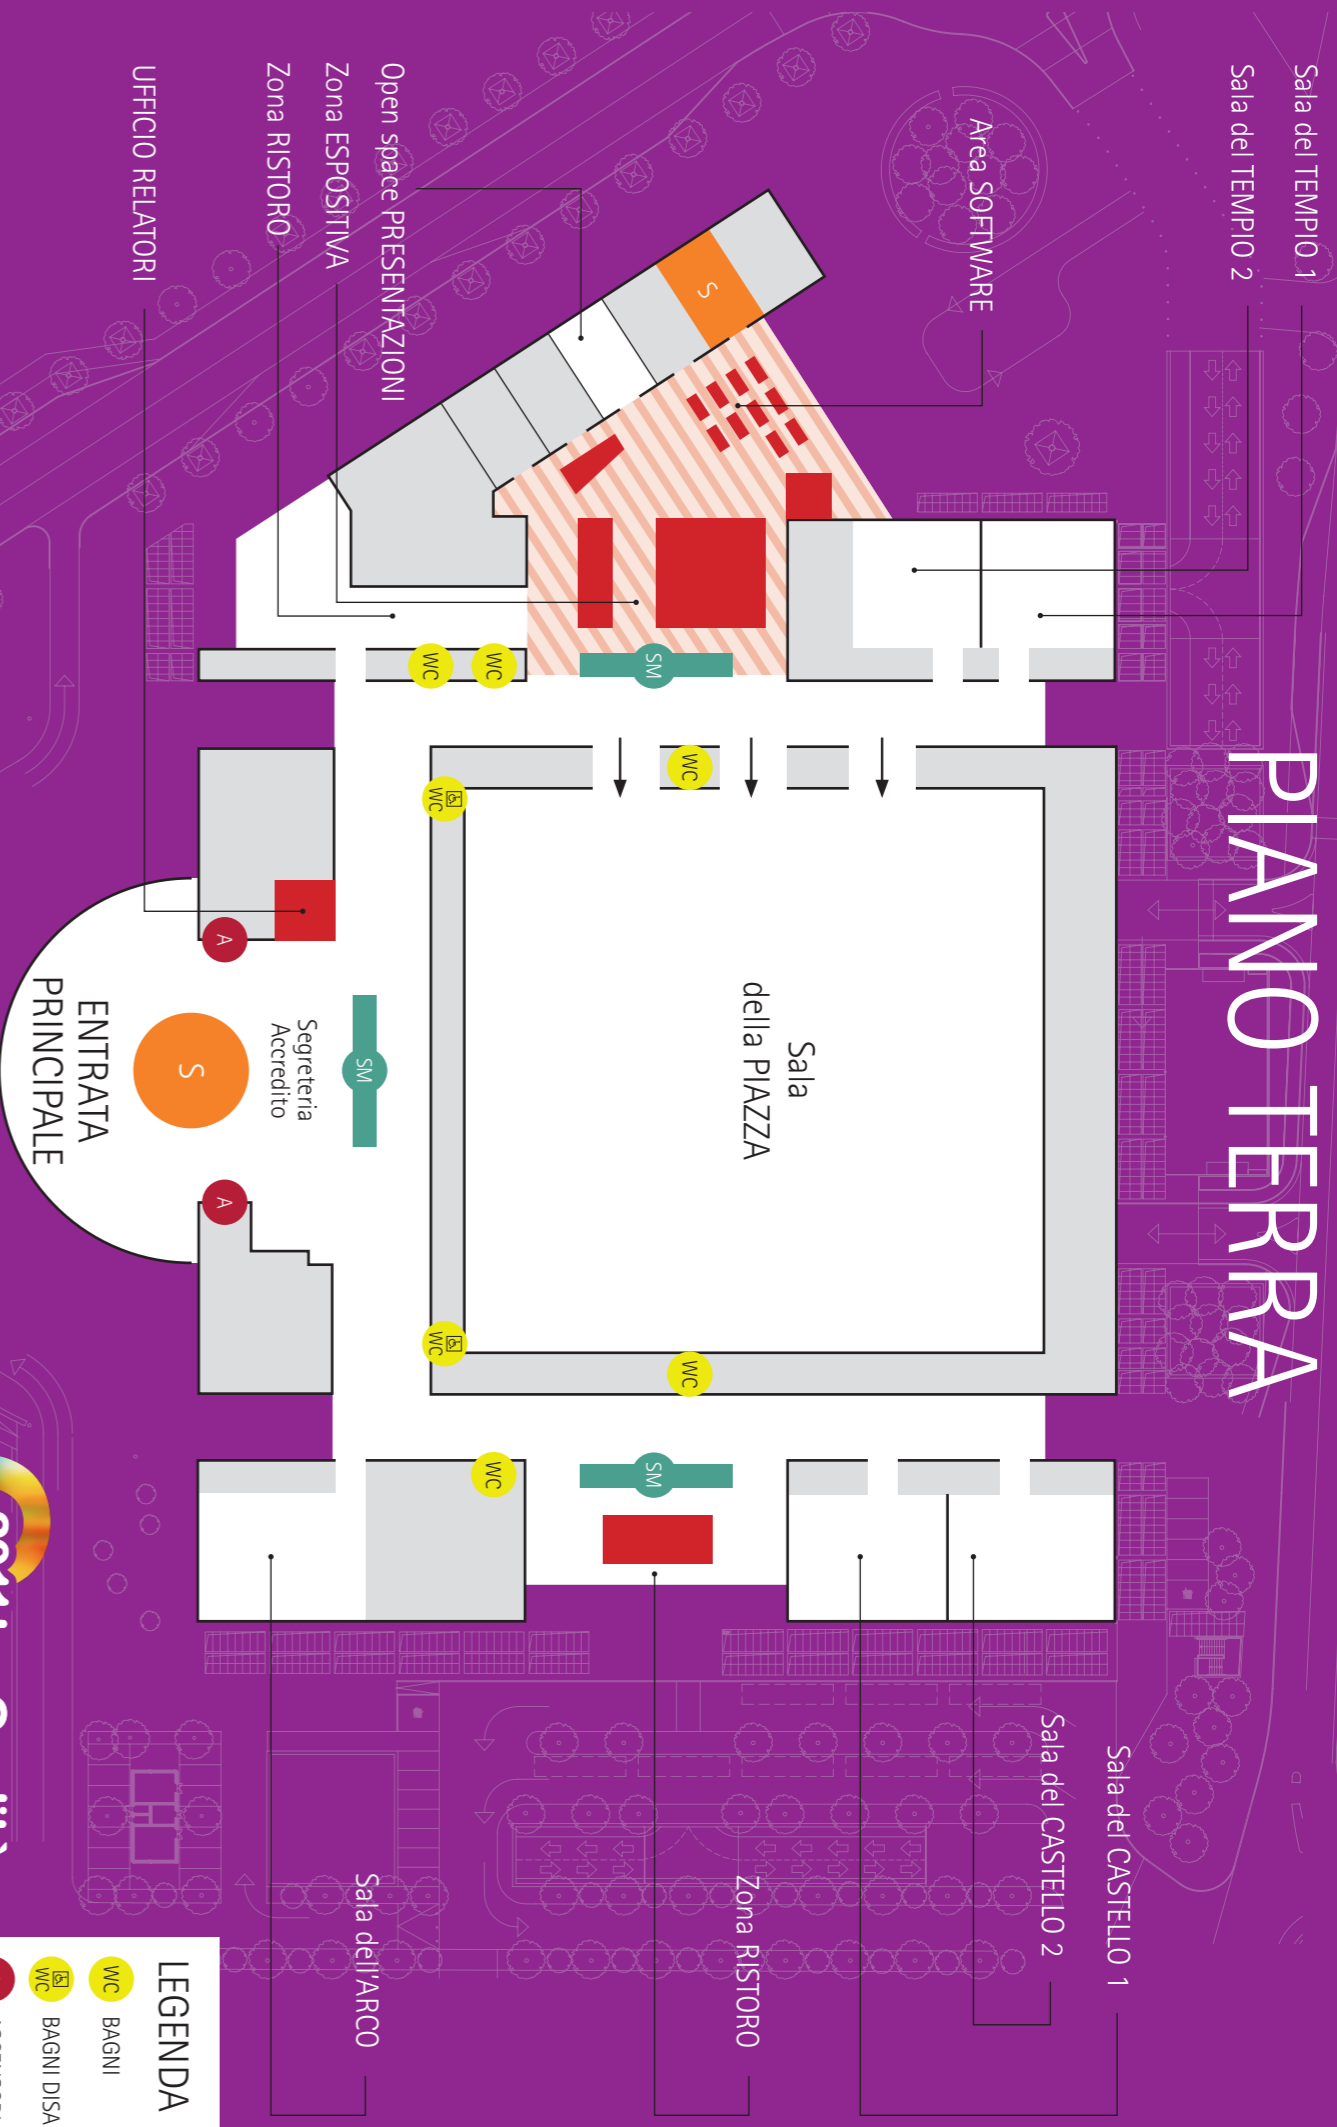 PIANO TERRA
Sala del TEMPIO 1
Sala del TEMPIO 2
Area SOFTWARE
Open space PRESENTAZIONI
Zona ESPOSITIVA
Zona RISTORO
UFFICIO RELATORI
S
WC
WC
SM
WC
WC
WC
Sala
della PIAZZA
A
SM
Segreteria
Accredito
S
ENTRATA
PRINCIPALE
A
WC
WC
WC
SM
Sala del CASTELLO 1
Sala del CASTELLO 2
Zona RISTORO
Sala dell'ARCO
LEGENDA
WC BAGNI
WC BAGNI DISA